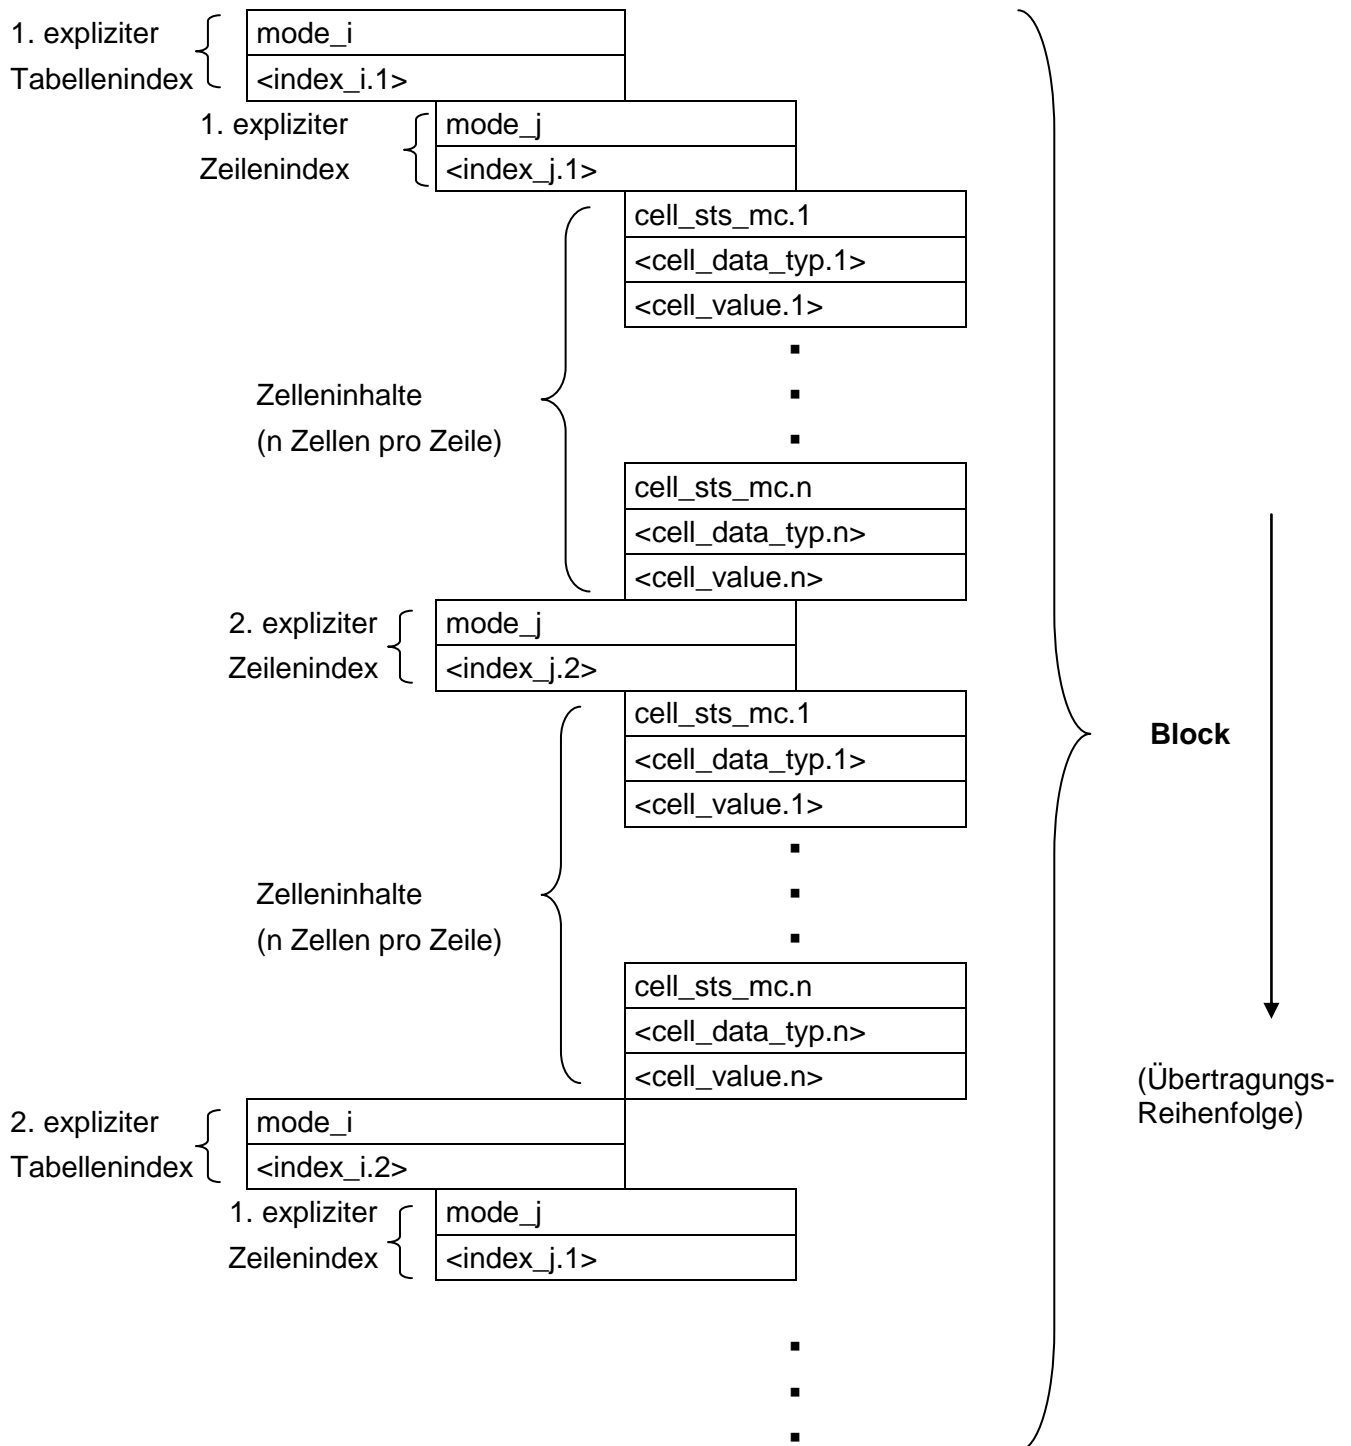 1. expliziter
Tabellenindex
mode_i
<index_i.1>
1. expliziter
Zeilenindex
mode_j
<index_j.1>
cell_sts_mc.1
<cell_data_typ.1>
<cell_value.1>
Zelleninhalte
(n Zellen pro Zeile)
cell_sts_mc.n
<cell_data_typ.n>
<cell_value.n>
2. expliziter
Zeilenindex
mode_j
<index_j.2>
cell_sts_mc.1
<cell_data_typ.1>
<cell_value.1>
Block
Zelleninhalte
(n Zellen pro Zeile)
cell_sts_mc.n
<cell_data_typ.n>
<cell_value.n>
(Übertragungs-
Reihenfolge)
2. expliziter
Tabellenindex
mode_i
<index_i.2>
1. expliziter
Zeilenindex
mode_j
<index_j.1>